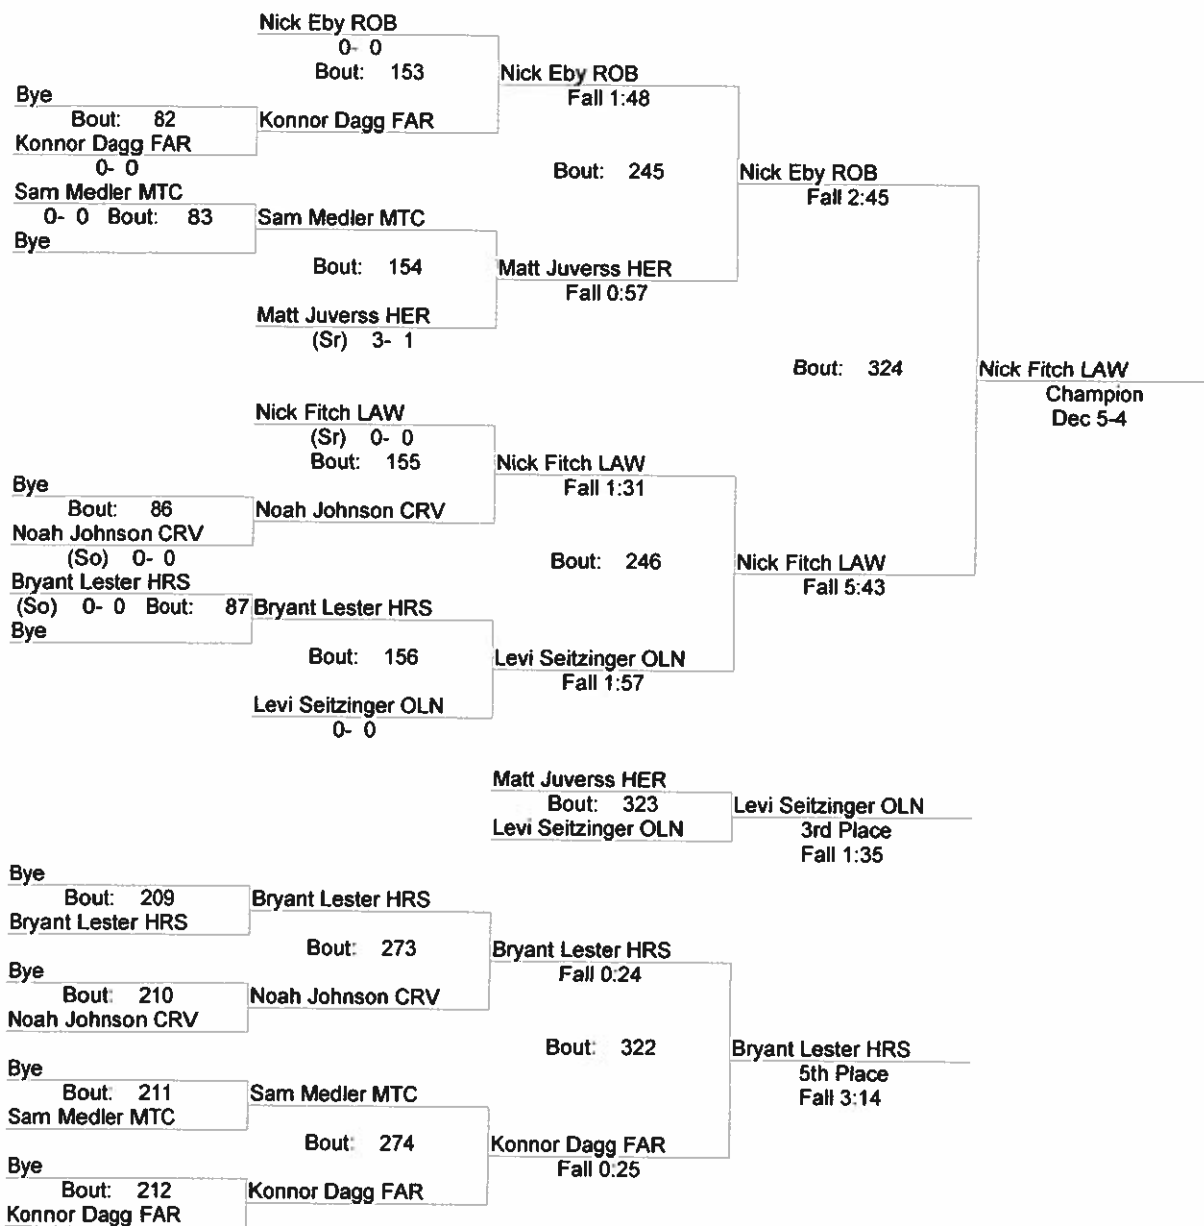 Nick Eby ROB
0- 0
Bout: 153
Nick Eby ROB
Fall 1:48
Bye
Bout: 82
Konnor Dagg FAR
Konnor Dagg FAR
0- 0
Bout: 245
Nick Eby ROB
Fall 2:45
Sam Medler MTC
0- 0 Bout: 83
Sam Medler MTC
Bye
Bout: 154
Matt Juverss HER
Fall 0:57
Matt Juverss HER
(Sr) 3- 1
Bout: 324
Nick Fitch LAW
Champion
Dec 5-4
Nick Fitch LAW
(Sr) 0- 0
Bout: 155
Nick Fitch LAW
Fall 1:31
Bye
Bout: 86
Noah Johnson CRV
Noah Johnson CRV
(So) 0- 0
Bout: 246
Nick Fitch LAW
Fall 5:43
Bryant Lester HRS
(So) 0- 0 Bout: 87
Bryant Lester HRS
Bye
Bout: 156
Levi Seitzinger OLN
Fall 1:57
Levi Seitzinger OLN
0- 0
Matt Juverss HER
Bout: 323
Levi Seitzinger OLN
Levi Seitzinger OLN
3rd Place
Fall 1:35
Bye
Bout: 209
Bryant Lester HRS
Bryant Lester HRS
Bout: 273
Bryant Lester HRS
Fall 0:24
Bye
Bout: 210
Noah Johnson CRV
Noah Johnson CRV
Bout: 322
Bryant Lester HRS
5th Place
Fall 3:14
Bye
Bout: 211
Sam Medler MTC
Sam Medler MTC
Bout: 274
Konnor Dagg FAR
Fall 0:25
Bye
Bout: 212
Konnor Dagg FAR
Konnor Dagg FAR